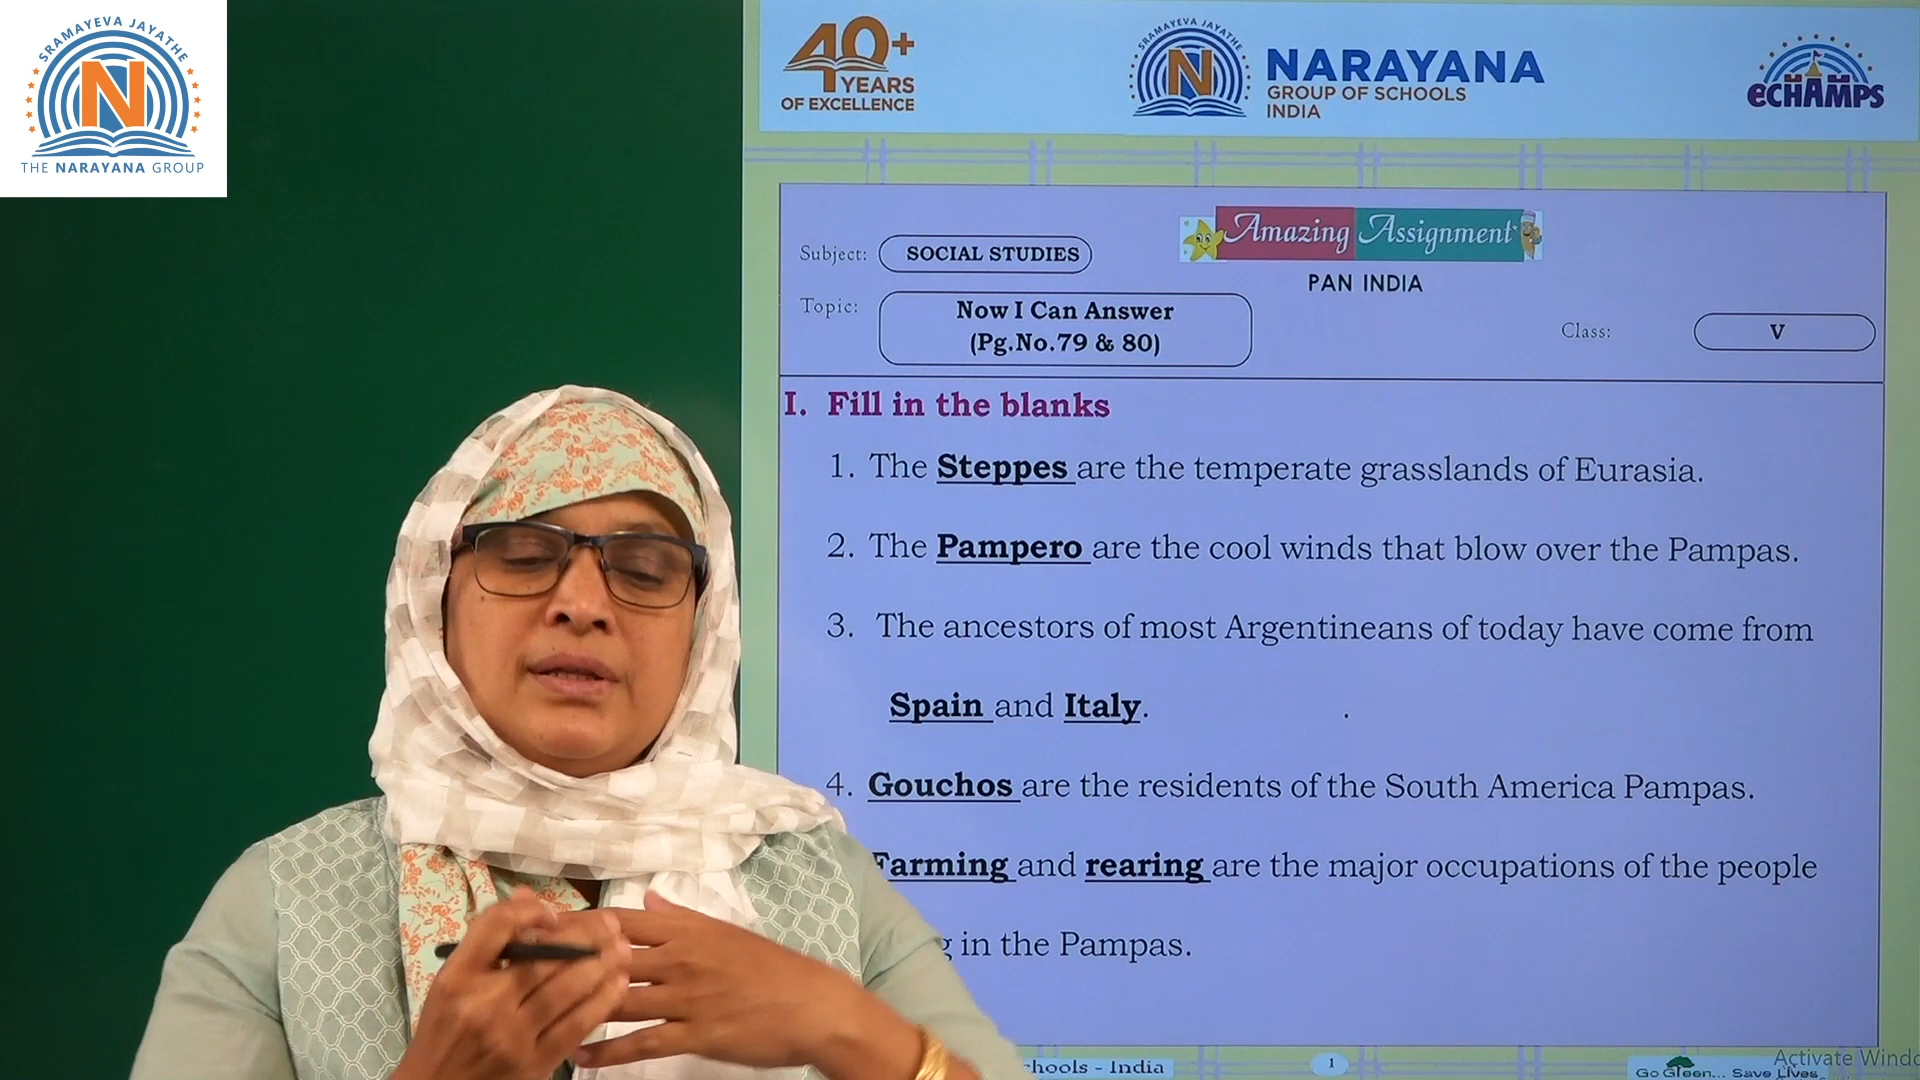 SRAMAYEVA JAYATHE
N
THE NARAYANA GROUP
40+
YEARS
OF EXCELLENCE
SRAMAYEVA JAYATHE
N
NARAYANA
GROUP OF SCHOOLS
INDIA
eCHAMPS
Amazing Assignment
PAN INDIA
Subject: SOCIAL STUDIES
Topic: Now I Can Answer
(Pg.No.79 & 80)
Class: V
I. Fill in the blanks
1. The Steppes are the temperate grasslands of Eurasia.
2. The Pampero are the cool winds that blow over the Pampas.
3. The ancestors of most Argentineans of today have come from
Spain and Italy.
4. Gouchos are the residents of the South America Pampas.
Farming and rearing are the major occupations of the people
in the Pampas.
- India
1
Go Green... Save Lives
Activate